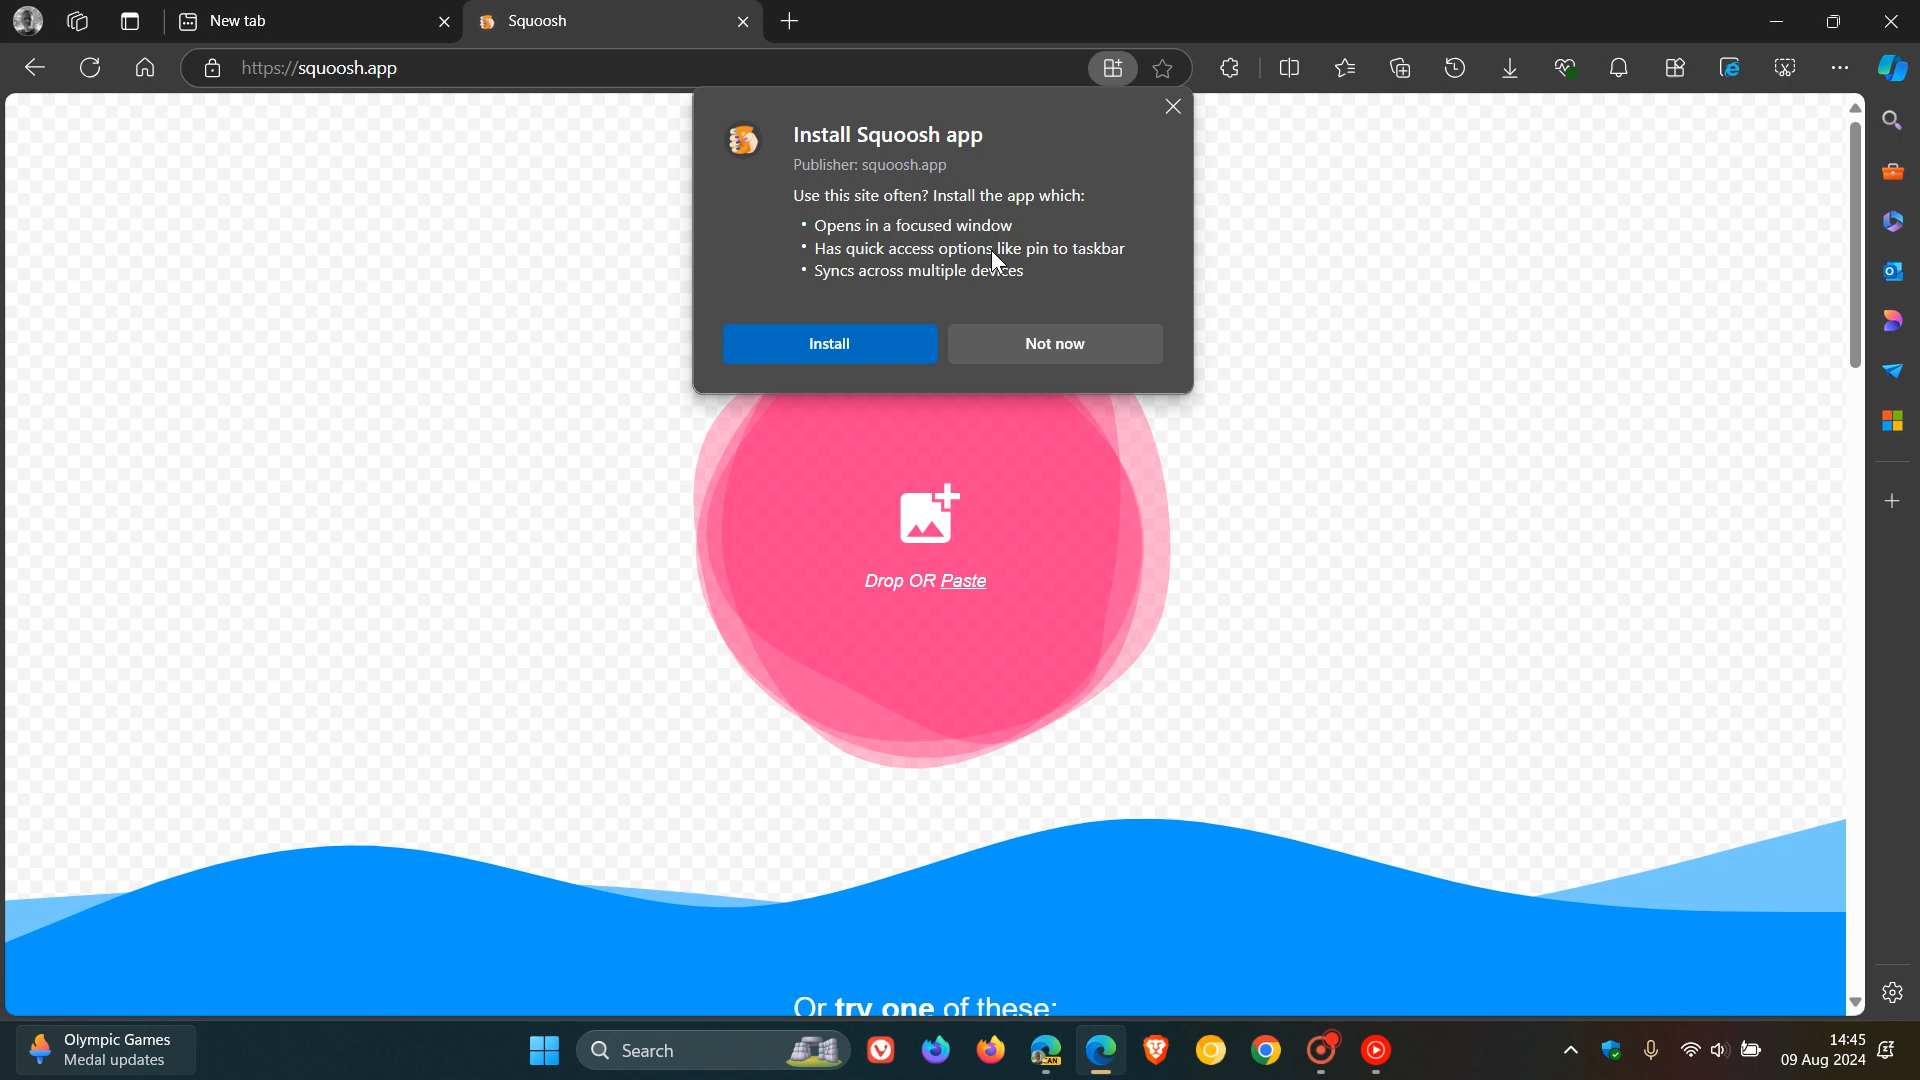 New tab
Squoosh
https://squoosh.app
Install Squoosh app
Publisher: squoosh.app
Use this site often? Install the app which:
• Opens in a focused window
• Has quick access options like pin to taskbar
• Syncs across multiple devices
Install
Not now
Drop OR Paste
Or try one of these:
Olympic Games
Medal updates
Search
CAN
14:45
09 Aug 2024